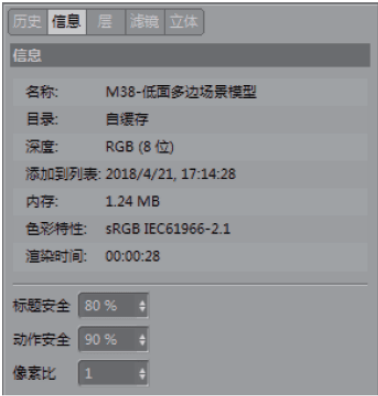 历史 信息 层 滤镜 立体
信息
名称: M38-低面多边场景模型
目录: 自缓存
深度: RGB (8 位)
添加到列表: 2018/4/21, 17:14:28
内存: 1.24 MB
色彩特性: sRGB IEC61966-2.1
渲染时间: 00:00:28
标题安全 80 %
动作安全 90 %
像素比 1